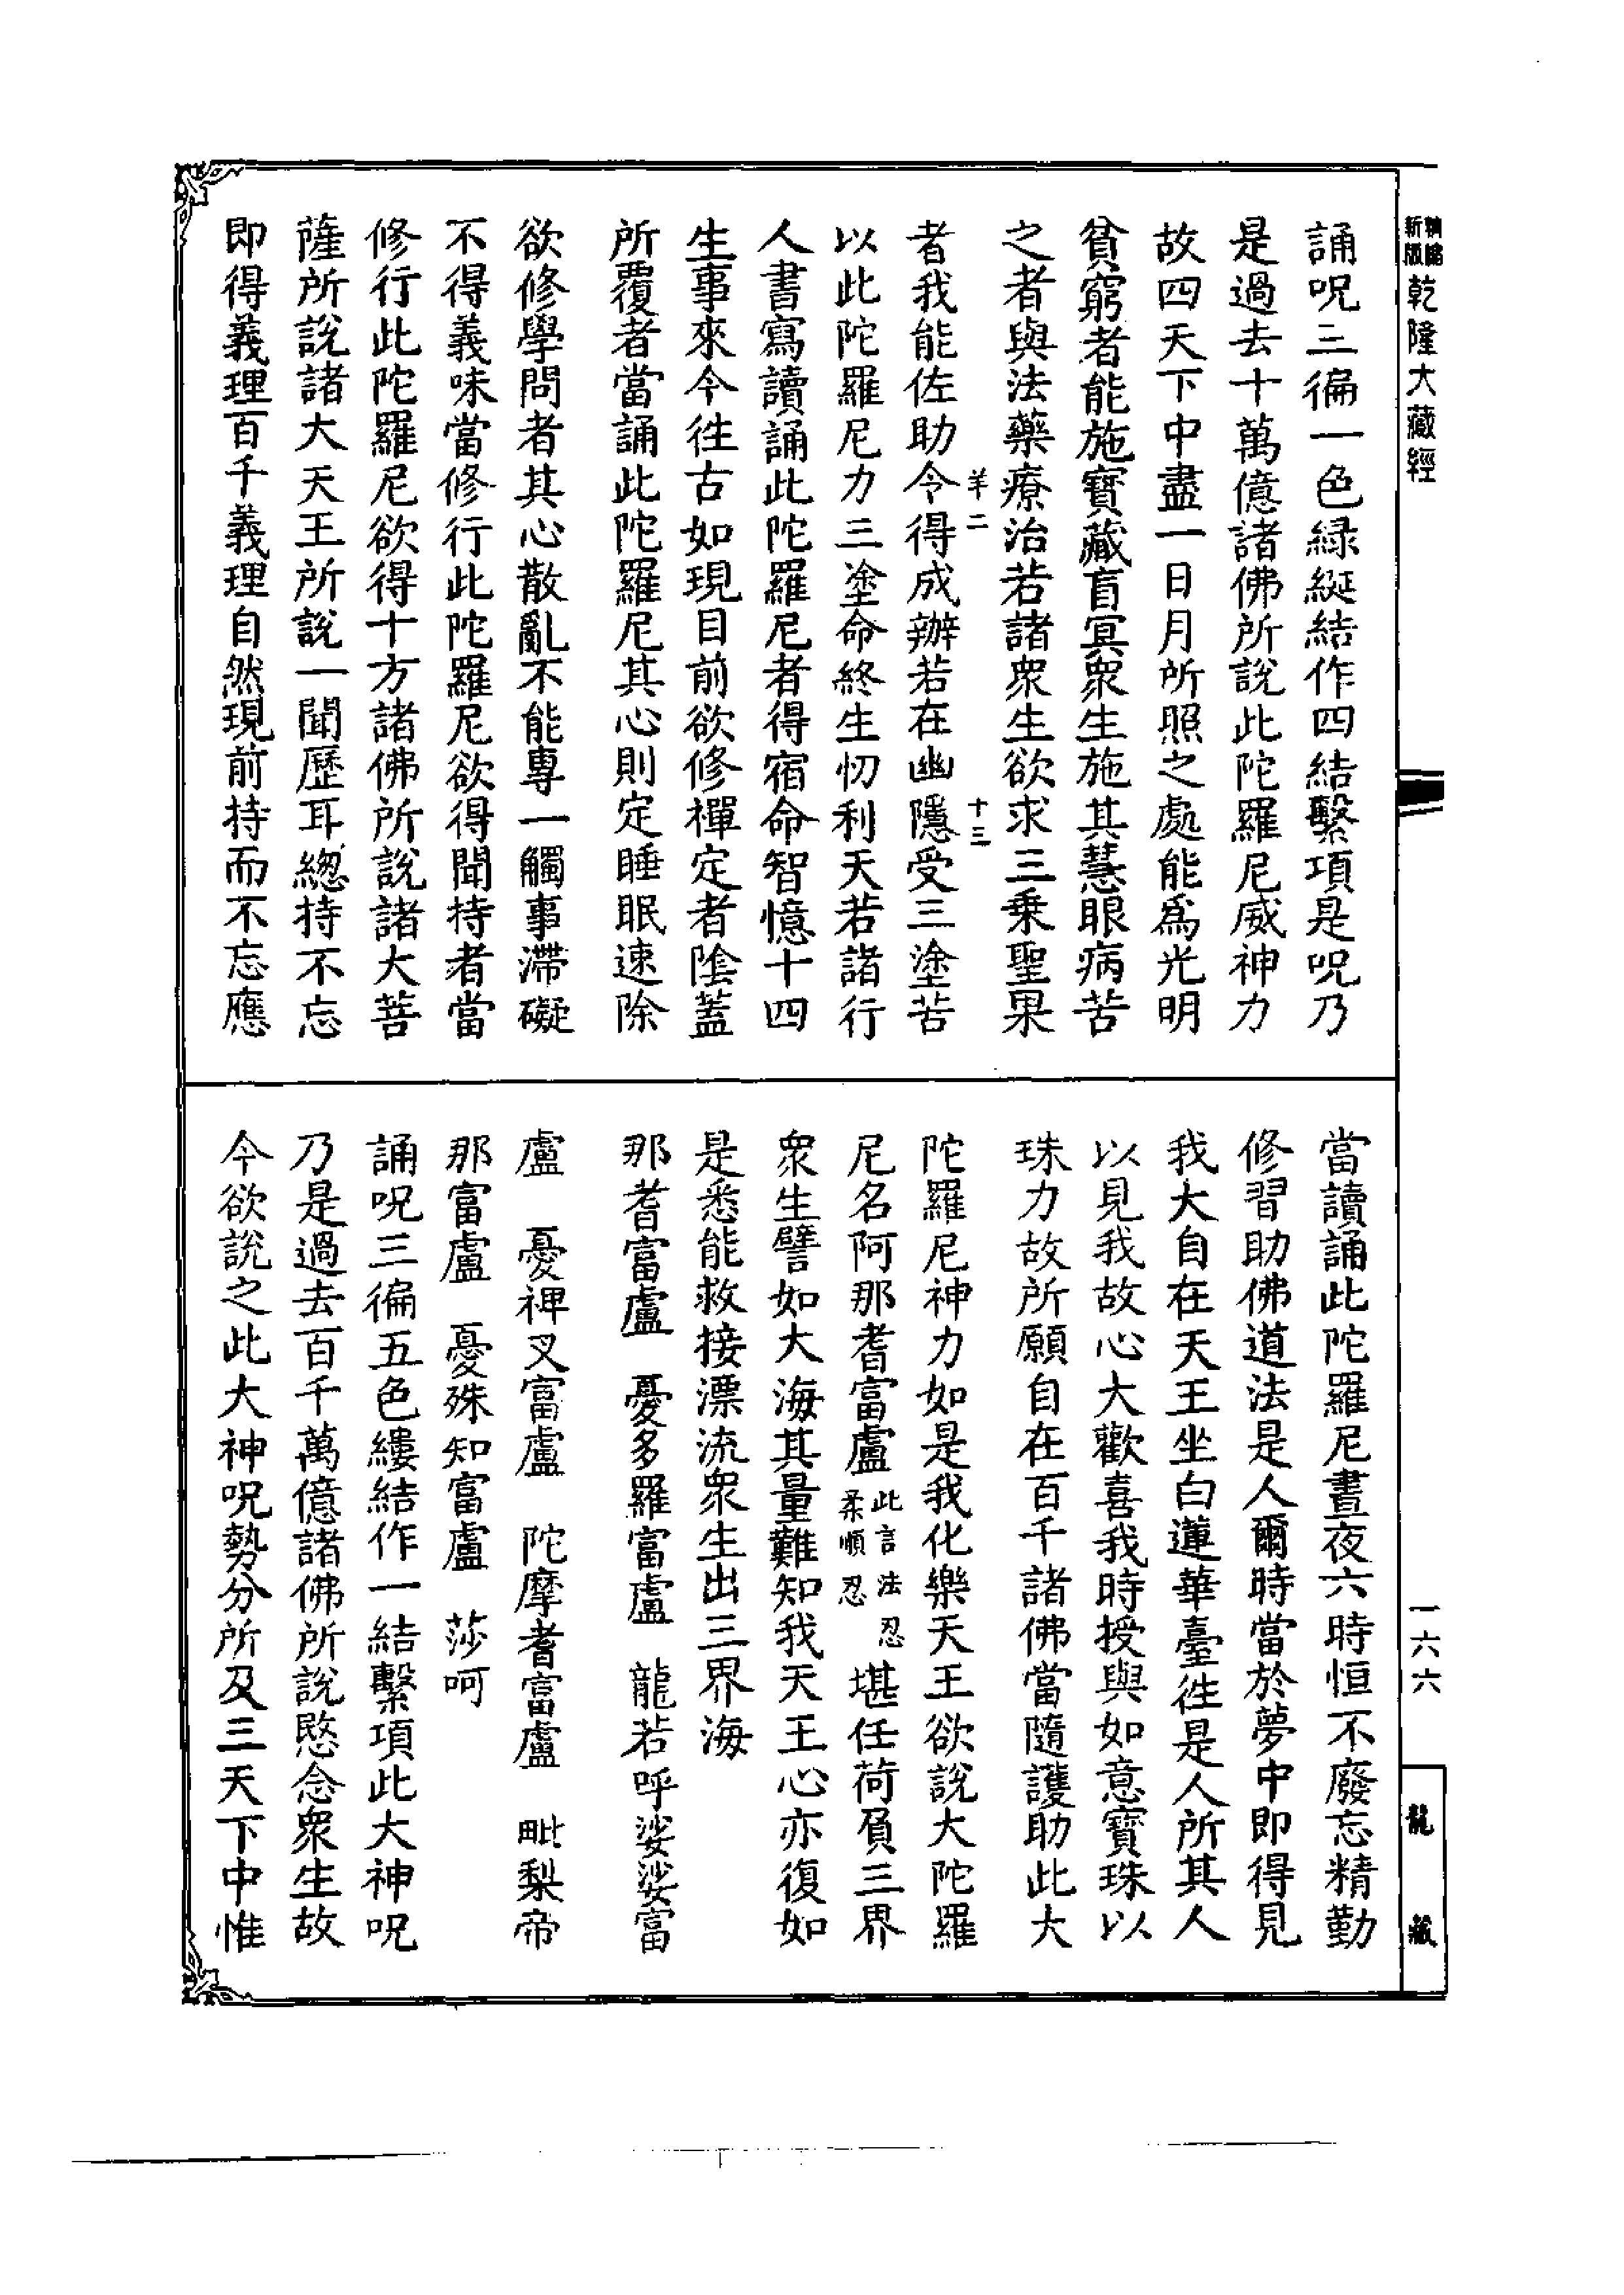 新版
乾隆大藏經
一六六
龍藏
誦呪三徧一色綠綖結作四結繫項是呪乃
是過去十萬億諸佛所說此陀羅尼威神力
故四天下中盡一日月所照之處能爲光明
貧窮者能施寶藏盲冥衆生施其慧眼病苦
之者與法藥療治若諸衆生欲求三乗聖果
羊二
十三
者我能佐助令得成辦若在幽隱受三塗苦
以此陀羅尼力三塗命終生忉利天若諸行
人書寫讀誦此陀羅尼者得宿命智憶十四
生事來今往古如現目前欲修禪定者陰蓋
所覆者當誦此陀羅尼其心則定睡眠速除
欲修學問者其心散亂不能專一觸事滯礙
不得義味當修行此陀羅尼欲得聞持者當
修行此陀羅尼欲得十方諸佛所說諸大菩
薩所說諸大天王所說一聞歷耳總持不忘
即得義理百千義理自然現前持而不忘應
當讀誦此陀羅尼晝夜六時恒不廢忘精勤
修習助佛道法是人爾時當於夢中即得見
我大自在天王坐白蓮華臺往是人所其人
以見我故心大歡喜我時授與如意寶珠以
珠力故所願自在百千諸佛當隨護助此大
陀羅尼神力如是我化樂天王欲說大陀羅
尼名阿那耆富盧此言法忍柔順忍堪任荷負三界
衆生譬如大海其量難知我天王心亦復如
是悉能救接漂流衆生出三界海
那耆富盧　憂多羅富盧　龍若呼娑娑富
盧　憂裨叉富盧　陀摩耆富盧　毗梨帝
那富盧　憂殊知富盧　莎呵
誦呪三徧五色縷結作一結繫項此大神呪
乃是過去百千萬億諸佛所說愍念衆生故
今欲說之此大神呪勢分所及三天下中惟